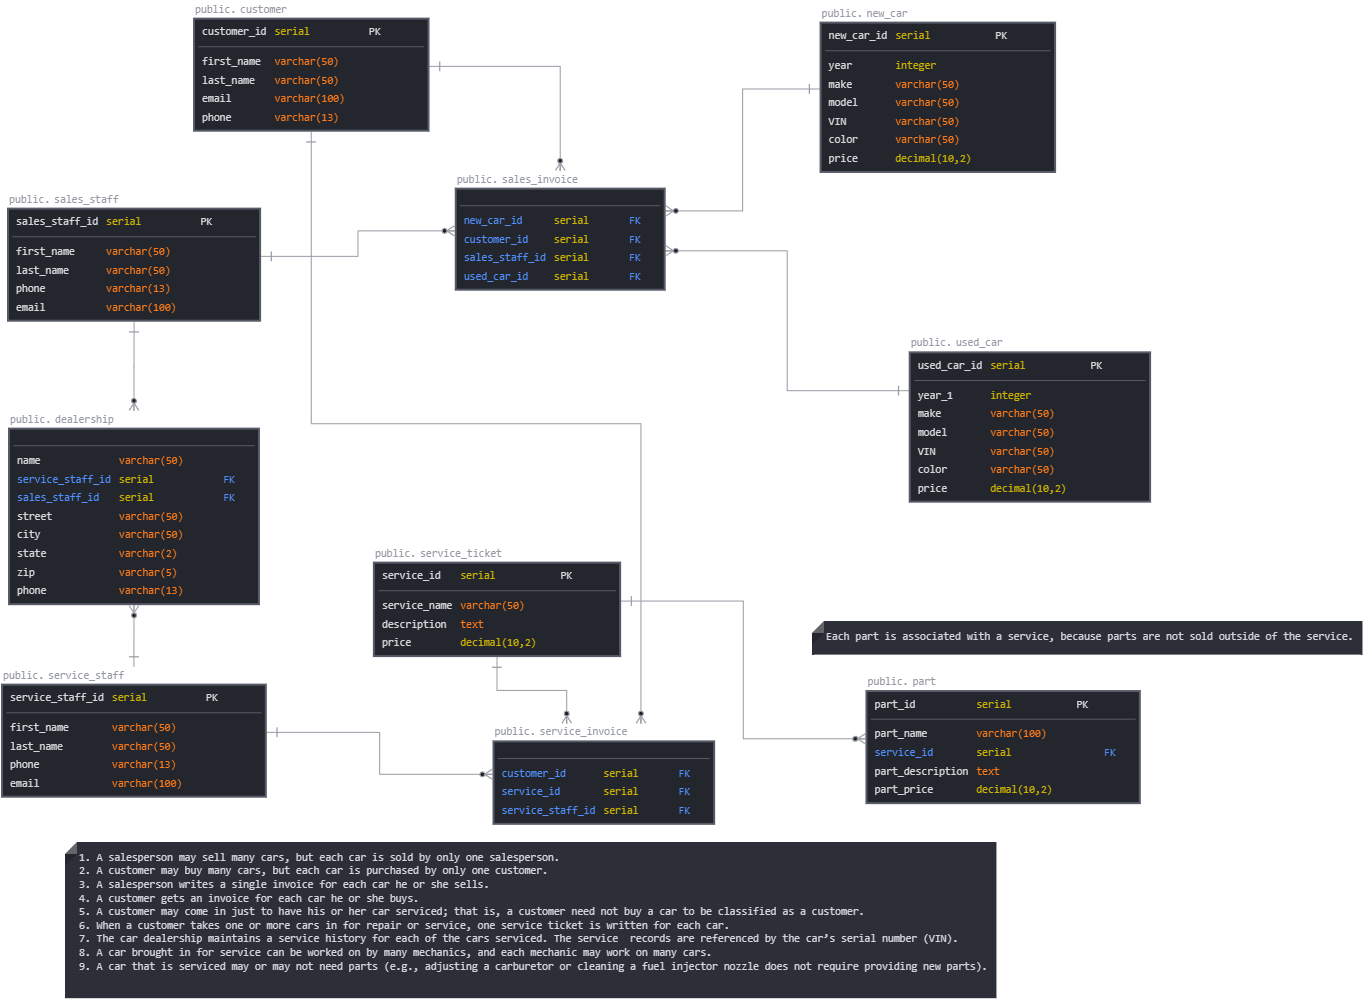 public. customer
customer_id serial PK
first_name varchar(50)
last_name varchar(50)
email varchar(100)
phone varchar(13)
public. new_car
new_car_id serial PK
year integer
make varchar(50)
model varchar(50)
VIN varchar(50)
color varchar(50)
price decimal(10,2)
public. sales_invoice
new_car_id serial FK
customer_id serial FK
sales_staff_id serial FK
used_car_id serial FK
public. sales_staff
sales_staff_id serial PK
first_name varchar(50)
last_name varchar(50)
phone varchar(13)
email varchar(100)
public. used_car
used_car_id serial PK
year_1 integer
make varchar(50)
model varchar(50)
VIN varchar(50)
color varchar(50)
price decimal(10,2)
public. dealership
name varchar(50)
service_staff_id serial FK
sales_staff_id serial FK
street varchar(50)
city varchar(50)
state varchar(2)
zip varchar(5)
phone varchar(13)
public. service_ticket
service_id serial PK
service_name varchar(50)
description text
price decimal(10,2)
Each part is associated with a service, because parts are not sold outside of the service.
public. service_staff
service_staff_id serial PK
first_name varchar(50)
last_name varchar(50)
phone varchar(13)
email varchar(100)
public. part
part_id serial PK
part_name varchar(100)
service_id serial FK
part_description text
part_price decimal(10,2)
public. service_invoice
customer_id serial FK
service_id serial FK
service_staff_id serial FK
1. A salesperson may sell many cars, but each car is sold by only one salesperson.
2. A customer may buy many cars, but each car is purchased by only one customer.
3. A salesperson writes a single invoice for each car he or she sells.
4. A customer gets an invoice for each car he or she buys.
5. A customer may come in just to have his or her car serviced; that is, a customer need not buy a car to be classified as a customer.
6. When a customer takes one or more cars in for repair or service, one service ticket is written for each car.
7. The car dealership maintains a service history for each of the cars serviced. The service  records are referenced by the car’s serial number (VIN).
8. A car brought in for service can be worked on by many mechanics, and each mechanic may work on many cars.
9. A car that is serviced may or may not need parts (e.g., adjusting a carburetor or cleaning a fuel injector nozzle does not require providing new parts).